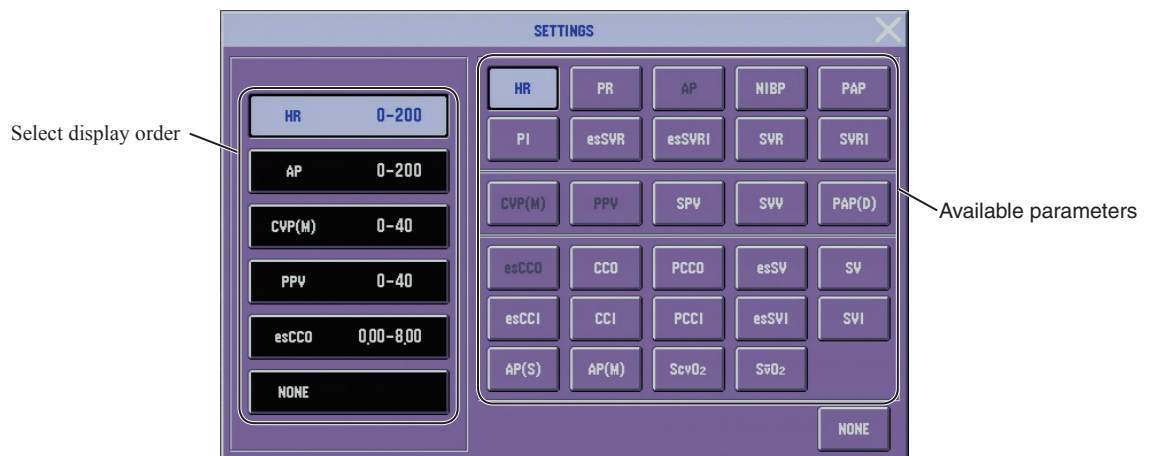 SETTINGS
Select display order
HR 0-200
AP 0-200
CVP(M) 0-40
PPV 0-40
esCCO 0.00-8.00
NONE
HR PR AP NIBP PAP
PI esSVR esSVRI SVR SVRI
CVP(M) PPV SPV SVV PAP(D)
esCCO CCO PCCO esSV SV
esCCI CCI PCCI esSVI SVI
AP(S) AP(M) ScvO₂ Sv̄O₂
NONE
Available parameters